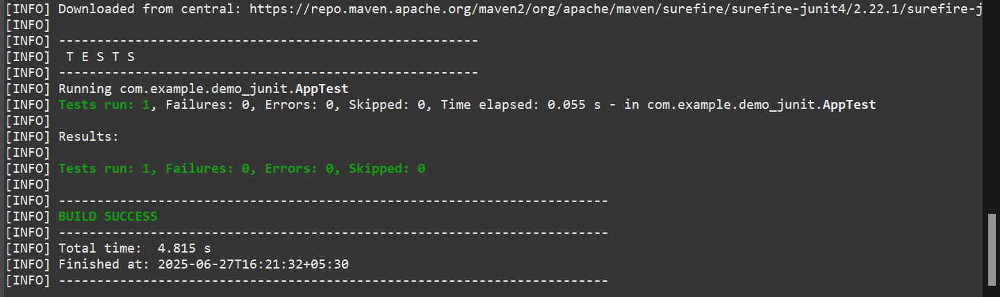 [INFO] Downloaded from central: https://repo.maven.apache.org/maven2/org/apache/maven/surefire/surefire-junit4/2.22.1/surefire-j
[INFO]
[INFO] -------------------------------------------------------
[INFO]  T E S T S
[INFO] -------------------------------------------------------
[INFO] Running com.example.demo_junit.AppTest
[INFO] Tests run: 1, Failures: 0, Errors: 0, Skipped: 0, Time elapsed: 0.055 s - in com.example.demo_junit.AppTest
[INFO]
[INFO] Results:
[INFO]
[INFO] Tests run: 1, Failures: 0, Errors: 0, Skipped: 0
[INFO]
[INFO] ------------------------------------------------------------------------
[INFO] BUILD SUCCESS
[INFO] ------------------------------------------------------------------------
[INFO] Total time:  4.815 s
[INFO] Finished at: 2025-06-27T16:21:32+05:30
[INFO] ------------------------------------------------------------------------